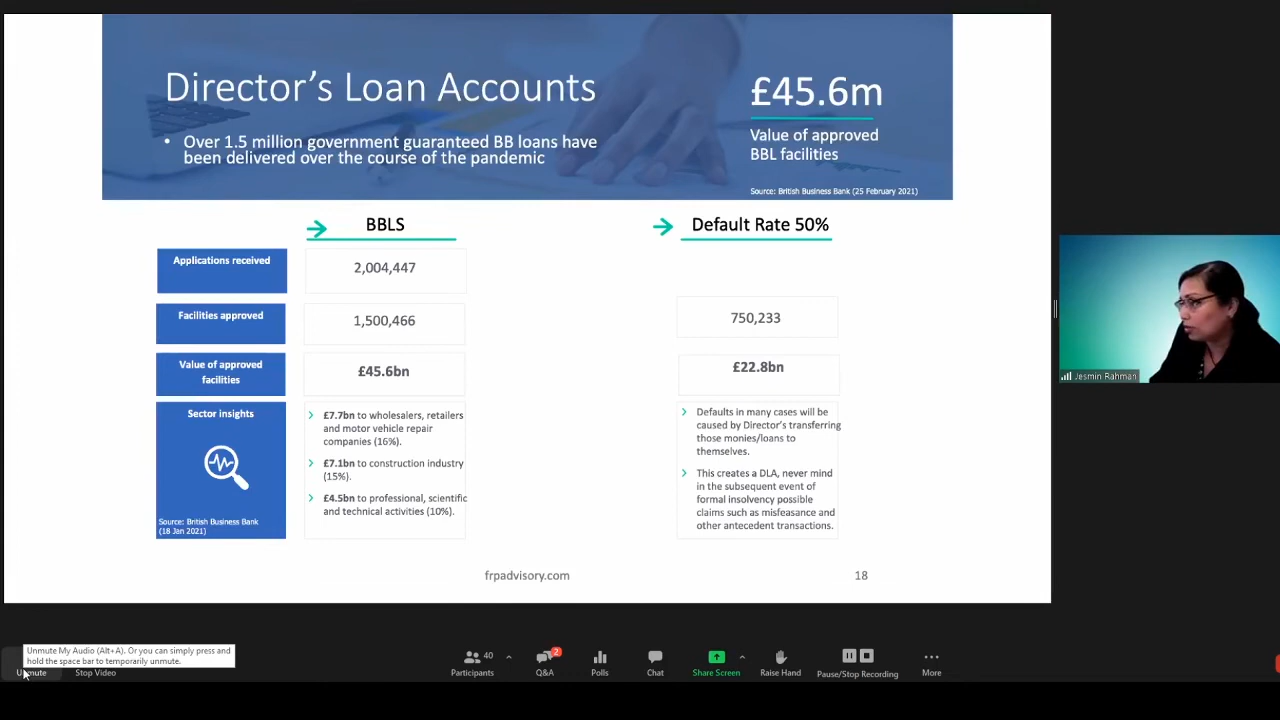 Director's Loan Accounts
• Over 1.5 million government guaranteed BB loans have
been delivered over the course of the pandemic
£45.6m
Value of approved
BBL facilities
Source: British Business Bank (25 February 2021)
BBLS
Default Rate 50%
Applications received
2,004,447
Facilities approved
1,500,466
750,233
Value of approved
facilities
£45.6bn
£22.8bn
Sector insights
Source: British Business Bank
(18 Jan 2021)
£7.7bn to wholesalers, retailers
and motor vehicle repair
companies (16%).
£7.1bn to construction industry
(15%).
£4.5bn to professional, scientific
and technical activities (10%).
Defaults in many cases will be
caused by Director's transferring
those monies/loans to
themselves.
This creates a DLA, never mind
in the subsequent event of
formal insolvency possible
claims such as misfeasance and
other antecedent transactions.
frpadvisory.com
18
Jesmin Rahman
Unmute My Audio (Alt+A). Or you can simply press and
hold the space bar to temporarily unmute.
Unmute
Stop Video
40
Participants
2
Q&A
Polls
Chat
Share Screen
Raise Hand
Pause/Stop Recording
More